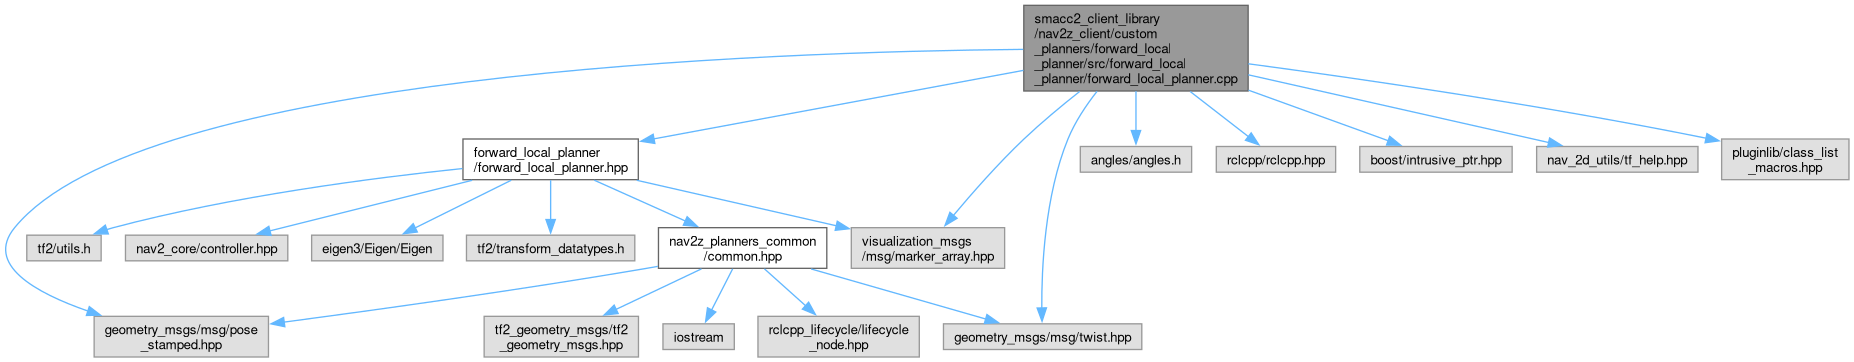 smacc2_client_library
/nav2z_client/custom
_planners/forward_local
_planner/src/forward_local
_planner/forward_local_planner.cpp
forward_local_planner
/forward_local_planner.hpp
angles/angles.h
rclcpp/rclcpp.hpp
boost/intrusive_ptr.hpp
nav_2d_utils/tf_help.hpp
pluginlib/class_list
_macros.hpp
tf2/utils.h
nav2_core/controller.hpp
eigen3/Eigen/Eigen
tf2/transform_datatypes.h
nav2z_planners_common
/common.hpp
visualization_msgs
/msg/marker_array.hpp
geometry_msgs/msg/pose
_stamped.hpp
tf2_geometry_msgs/tf2
_geometry_msgs.hpp
iostream
rclcpp_lifecycle/lifecycle
_node.hpp
geometry_msgs/msg/twist.hpp